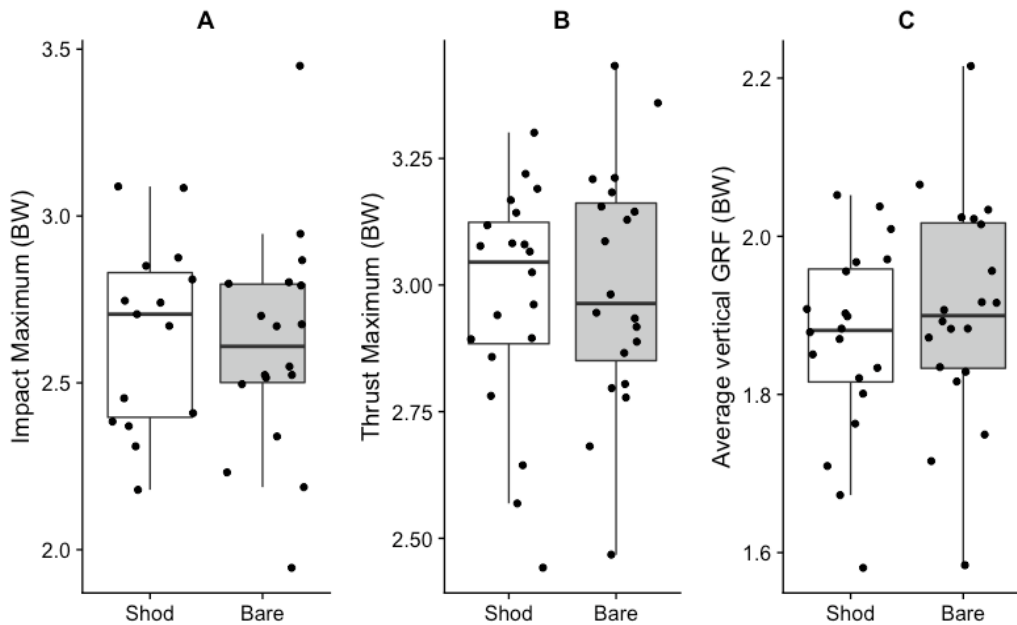 A
B
C
Impact Maximum (BW)
3.5
3.0
2.5
2.0
Shod
Bare
Thrust Maximum (BW)
3.25
3.00
2.75
2.50
Shod
Bare
Average vertical GRF (BW)
2.2
2.0
1.8
1.6
Shod
Bare